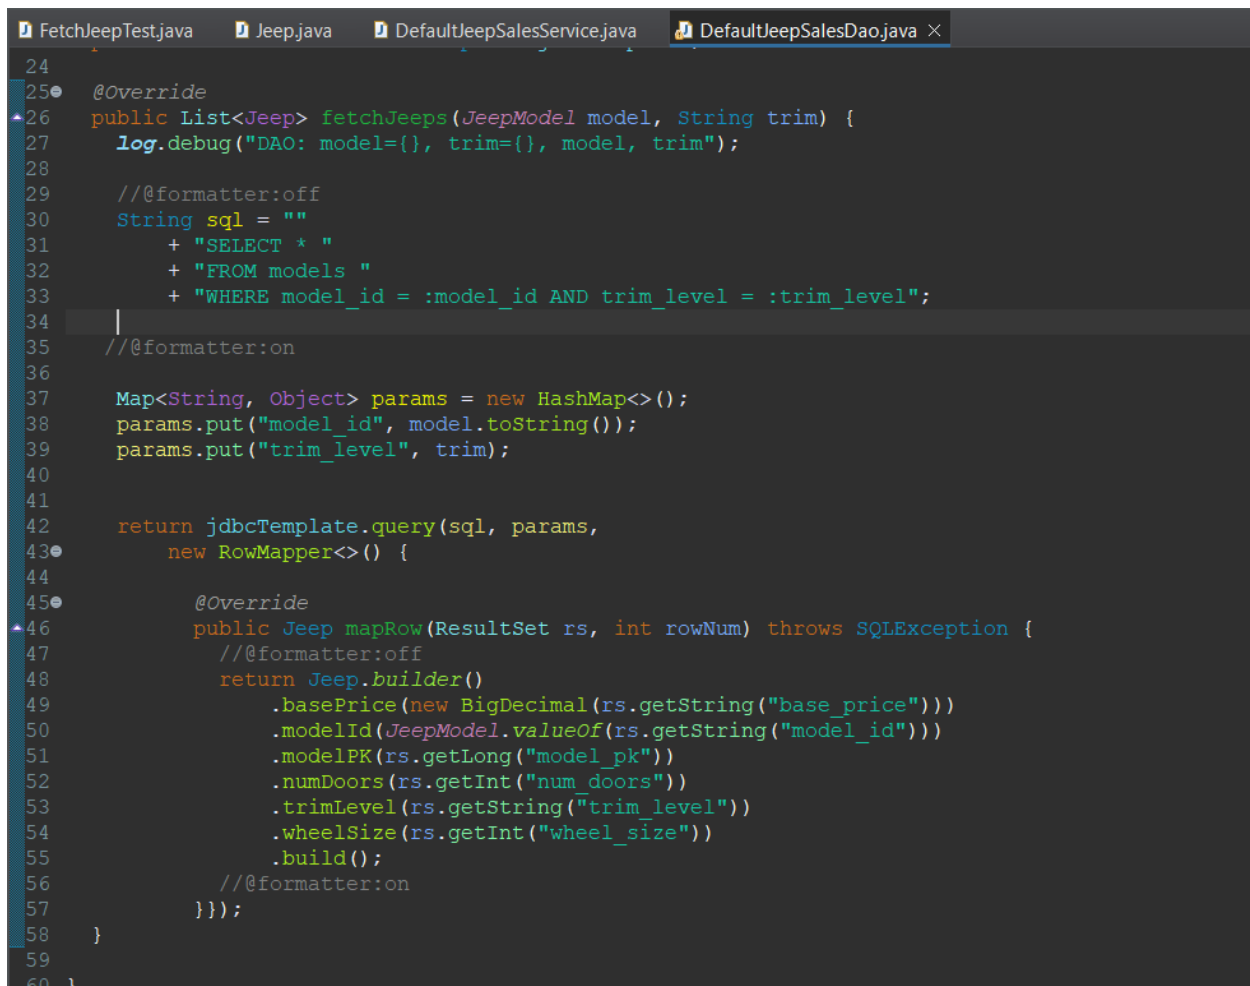 FetchJeepTest.java Jeep.java DefaultJeepSalesService.java DefaultJeepSalesDao.java ×
24
25 @Override
26 public List<Jeep> fetchJeeps(JeepModel model, String trim) {
27 log.debug("DAO: model={}, trim={}, model, trim");
28
29 //@formatter:off
30 String sql = ""
31 + "SELECT * "
32 + "FROM models "
33 + "WHERE model_id = :model_id AND trim_level = :trim_level";
34
35 //@formatter:on
36
37 Map<String, Object> params = new HashMap<>();
38 params.put("model_id", model.toString());
39 params.put("trim_level", trim);
40
41
42 return jdbcTemplate.query(sql, params,
43 new RowMapper<>() {
44
45 @Override
46 public Jeep mapRow(ResultSet rs, int rowNum) throws SQLException {
47 //@formatter:off
48 return Jeep.builder()
49 .basePrice(new BigDecimal(rs.getString("base_price")))
50 .modelId(JeepModel.valueOf(rs.getString("model_id")))
51 .modelPK(rs.getLong("model_pk"))
52 .numDoors(rs.getInt("num_doors"))
53 .trimLevel(rs.getString("trim_level"))
54 .wheelSize(rs.getInt("wheel_size"))
55 .build();
56 //@formatter:on
57 }});
58 }
59
60 }